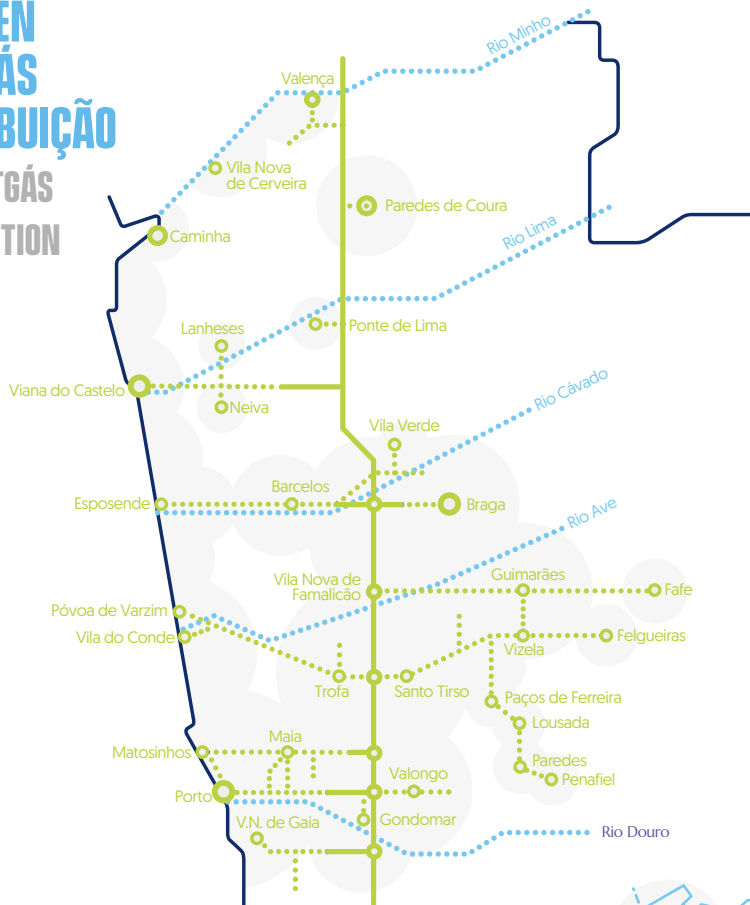 EN
ÁS
BUIÇÃO
TGÁS
TION
Rio Minho
Valença
Vila Nova
de Cerveira
Paredes de Coura
Caminha
Rio Lima
Lanheses
Ponte de Lima
Viana do Castelo
Neiva
Rio Cávado
Vila Verde
Barcelos
Esposende
Braga
Rio Ave
Vila Nova de
Famalicão
Guimarães
Fafe
Póvoa de Varzim
Vila do Conde
Felgueiras
Vizela
Trofa
Santo Tirso
Paços de Ferreira
Lousada
Maia
Matosinhos
Paredes
Valongo
Penafiel
Porto
V.N. de Gaia
Gondomar
Rio Douro